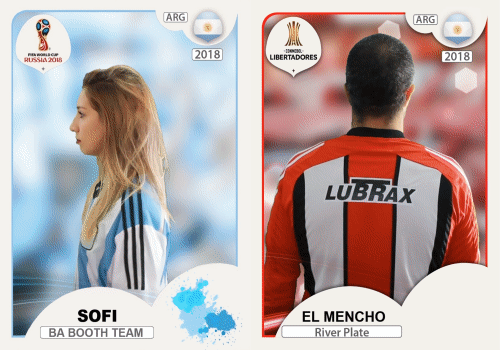 FIFA WORLD CUP
RUSSIA 2018
ARG
2018
SOFI
BA BOOTH TEAM
CONMEBOL
LIBERTADORES
ARG
2018
LUBRAX
EL MENCHO
River Plate